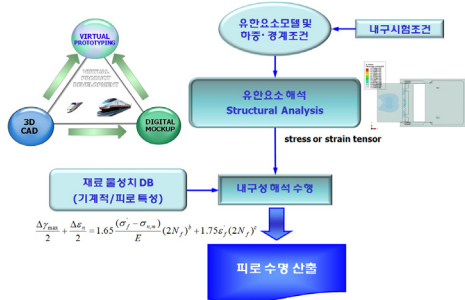 VIRTUAL
PROTOTYPING
VIRTUAL
PRODUCT
DEVELOPMENT
3D
CAD
DIGITAL
MOCKUP
유한요소모델 및
하중·경계조건
내구시험조건
유한요소 해석
Structural Analysis
stress or strain tensor
재료 물성치 DB
(기계적/피로 특성)
내구성 해석 수행
Δγmax/2 + Δεn/2 = 1.65 (σ'f − σn,m)/E (2Nf)^b + 1.75ε'f (2Nf)^c
피로 수명 산출